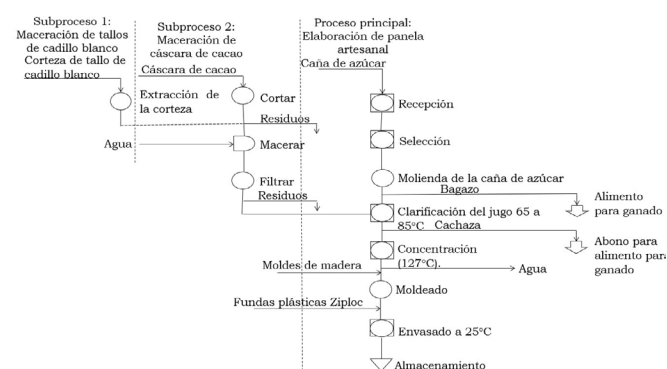 Subproceso 1:
Maceración de tallos
de cadillo blanco
Corteza de tallo de
cadillo blanco
Extracción de
la corteza
Agua
Subproceso 2:
Maceración de
cáscara de cacao
Cáscara de cacao
Cortar
Residuos
Macerar
Filtrar
Residuos
Proceso principal:
Elaboración de panela
artesanal
Caña de azúcar
Recepción
Selección
Molienda de la caña de azúcar
Bagazo
Alimento
para ganado
Clarificación del jugo 65 a
85°C Cachaza
Abono para
alimento para
ganado
Concentración
(127°C).
Agua
Moldes de madera
Moldeado
Fundas plásticas Ziploc
Envasado a 25°C
Almacenamiento